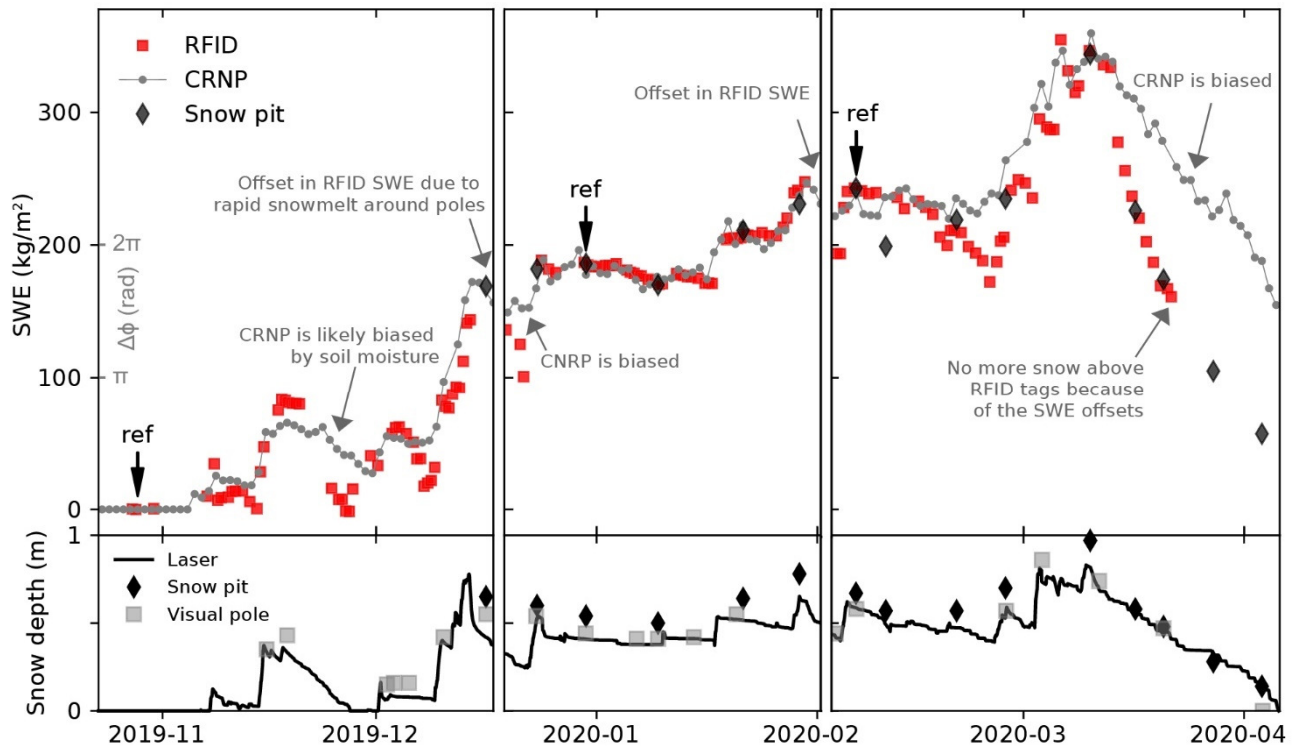 RFID
CRNP
Snow pit
Offset in RFID SWE due to
rapid snowmelt around poles
CRNP is likely biased
by soil moisture
ref
SWE (kg/m²)
300
200
100
0
2π
π
Δϕ (rad)
Offset in RFID SWE
ref
CNRP is biased
ref
CRNP is biased
No more snow above
RFID tags because
of the SWE offsets
Snow depth (m)
1
0
Laser
Snow pit
Visual pole
2019-11
2019-12
2020-01
2020-02
2020-03
2020-04